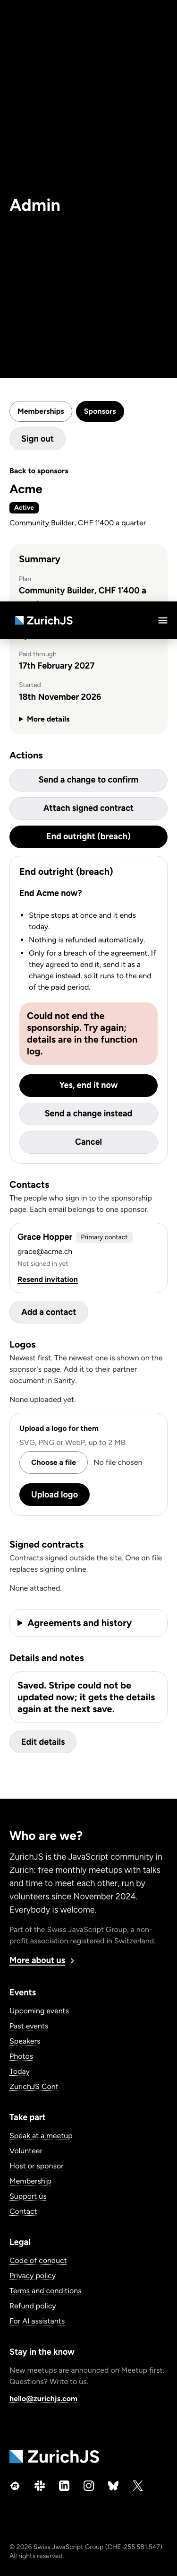 Admin
Memberships
Sponsors
Sign out
Back to sponsors
Acme
Active
Community Builder, CHF 1'400 a quarter
Summary
Plan
Community Builder, CHF 1'400 a
ZurichJS
Paid through
17th February 2027
Started
18th November 2026
More details
Actions
Send a change to confirm
Attach signed contract
End outright (breach)
End outright (breach)
End Acme now?
Stripe stops at once and it ends
today.
Nothing is refunded automatically.
Only for a breach of the agreement. If
they agreed to end it, send it as a
change instead, so it runs to the end
of the paid period.
Could not end the
sponsorship. Try again;
details are in the function
log.
Yes, end it now
Send a change instead
Cancel
Contacts
The people who sign in to the sponsorship
page. Each email belongs to one sponsor.
Grace Hopper
Primary contact
grace@acme.ch
Not signed in yet
Resend invitation
Add a contact
Logos
Newest first. The newest one is shown on the
sponsor's page. Add it to their partner
document in Sanity.
None uploaded yet.
Upload a logo for them
SVG, PNG or WebP, up to 2 MB.
Choose a file
No file chosen
Upload logo
Signed contracts
Contracts signed outside the site. One on file
replaces signing online.
None attached.
Agreements and history
Details and notes
Saved. Stripe could not be
updated now; it gets the details
again at the next save.
Edit details
Who are we?
ZurichJS is the JavaScript community in
Zurich: free monthly meetups with talks
and time to meet each other, run by
volunteers since November 2024.
Everybody is welcome.
Part of the Swiss JavaScript Group, a non-
profit association registered in Switzerland.
More about us
Events
Upcoming events
Past events
Speakers
Photos
Today
ZurichJS Conf
Take part
Speak at a meetup
Volunteer
Host or sponsor
Membership
Support us
Contact
Legal
Code of conduct
Privacy policy
Terms and conditions
Refund policy
For AI assistants
Stay in the know
New meetups are announced on Meetup first.
Questions? Write to us.
hello@zurichjs.com
ZurichJS
© 2026 Swiss JavaScript Group (CHE-255.581.547).
All rights reserved.